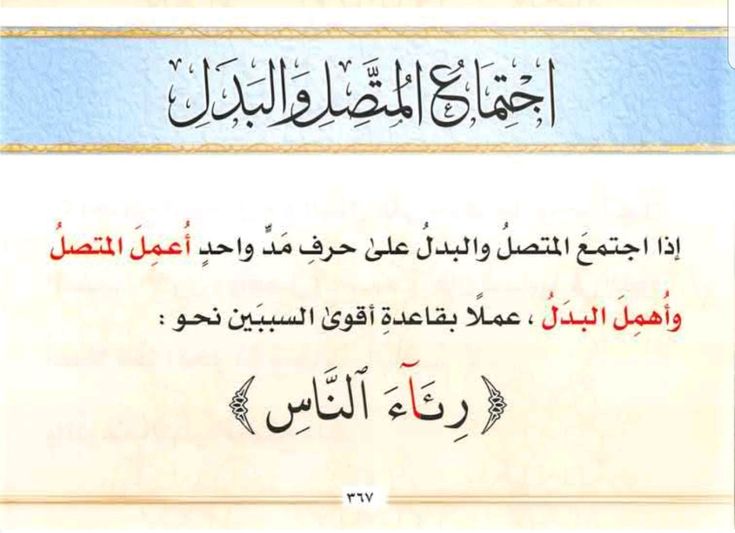 اجْتِمَاعُ المُتَّصِلِ وَالبَدَلِ
إذا اجتمعَ المتصلُ والبدلُ علىٰ حرفِ مَدٍّ واحدٍ أُعمِلَ المتصلُ
وأُهمِلَ البدَلُ ، عملًا بقاعدةِ أقوىٰ السببَين نحو :
﴿ رِئَآءَ ٱلنَّاسِ ﴾
٣٦٧